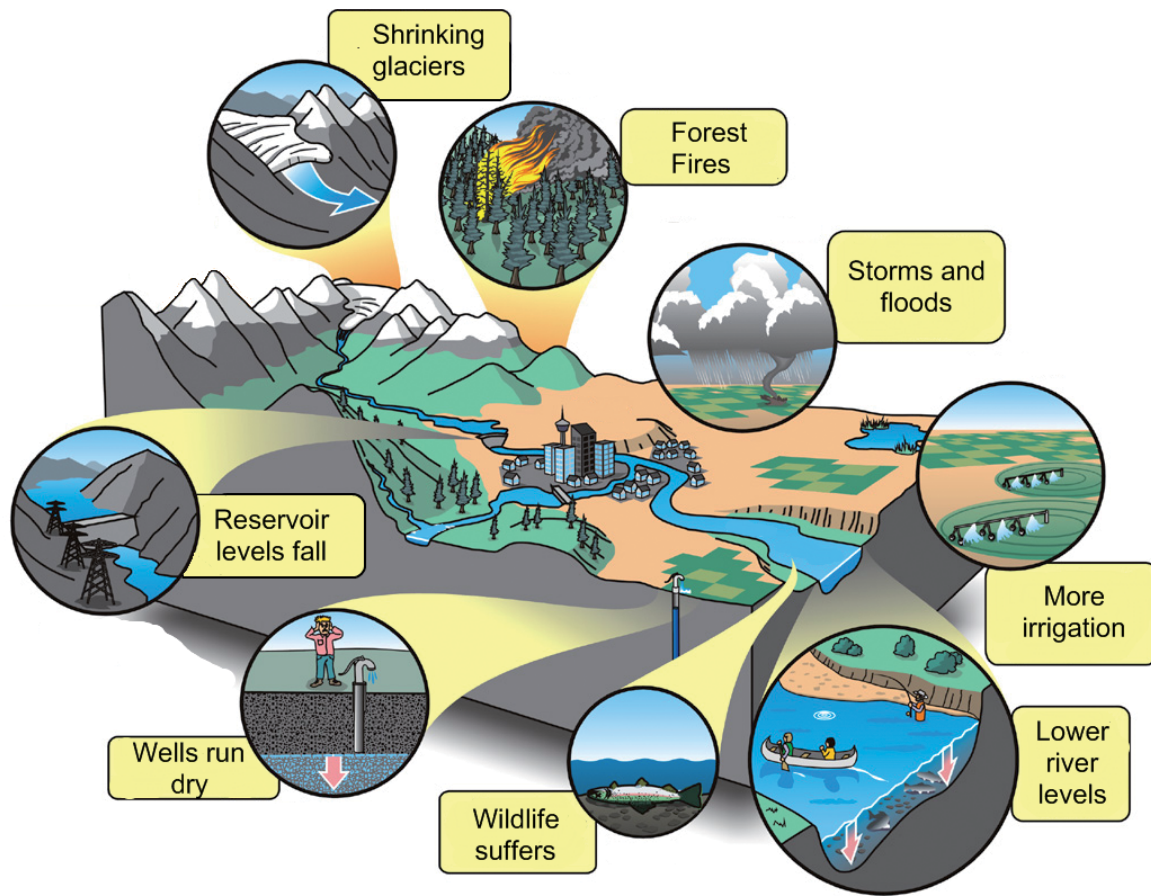 Shrinking
glaciers
Forest
Fires
Storms and
floods
Reservoir
levels fall
More
irrigation
Wells run
dry
Wildlife
suffers
Lower
river
levels